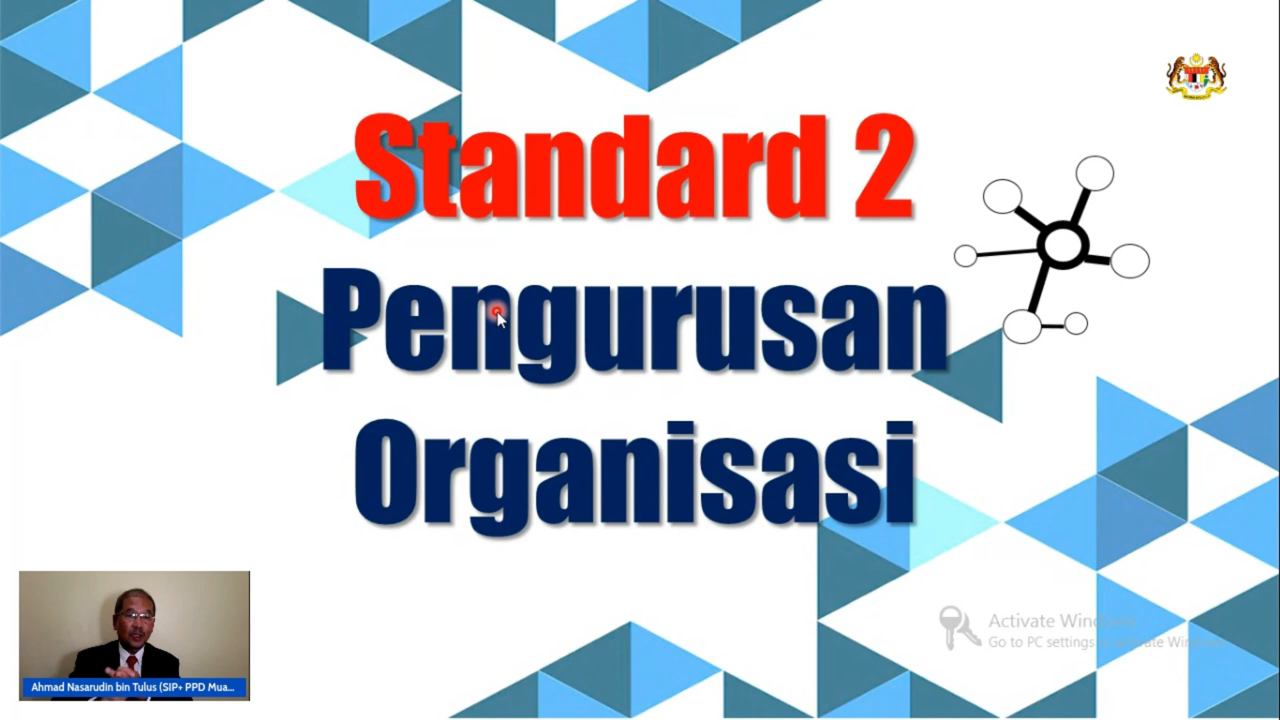 Standard 2
Pengurusan
Organisasi
Activate Windows
Go to PC settings to activate Windows.
Ahmad Nasarudin bin Tulus (SIP+ PPD Mua...